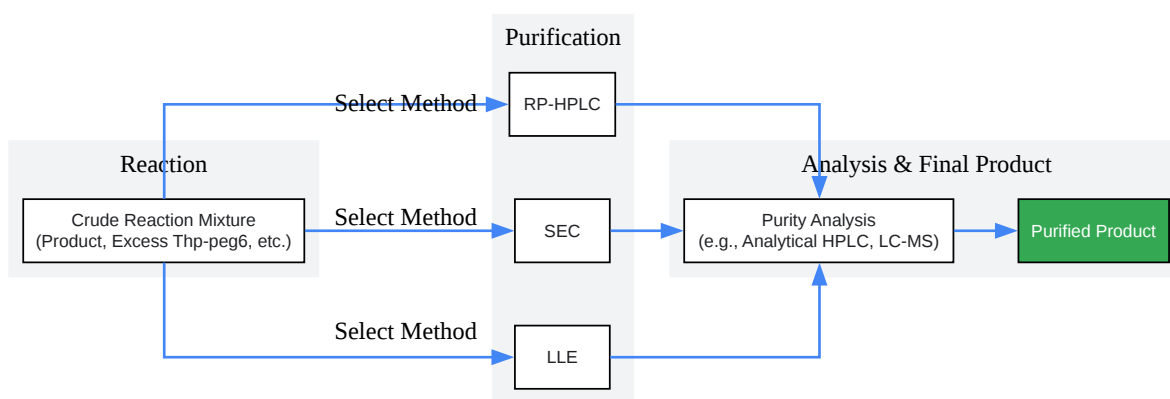 Purification
Select Method
RP-HPLC
Reaction
Analysis & Final Product
Crude Reaction Mixture
(Product, Excess Thp-peg6, etc.)
Select Method
SEC
Purity Analysis
(e.g., Analytical HPLC, LC-MS)
Purified Product
Select Method
LLE